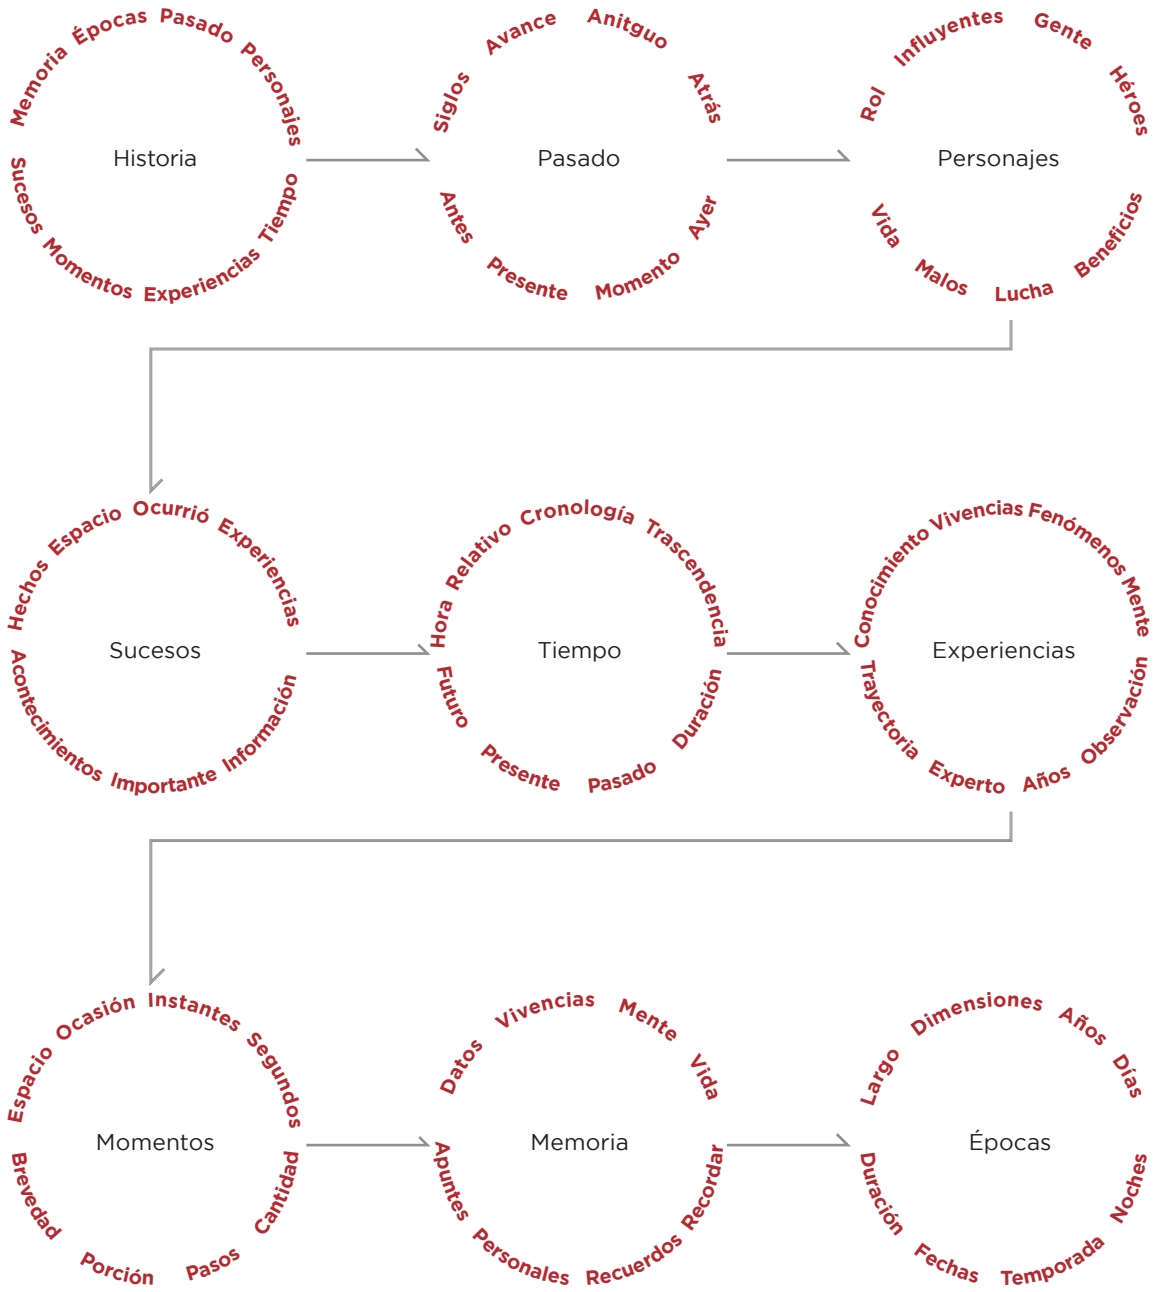 Memoria Épocas Pasado Personajes
Historia
Sucesos Momentos Experiencias Tiempo
Siglos Avance Anitguo Atrás
Pasado
Antes Presente Momento Ayer
Rol Influyentes Gente Héroes
Personajes
Vida Malos Lucha Beneficios
Hechos Espacio Ocurrió Experiencias
Sucesos
Acontecimientos Importante Información
Hora Relativo Cronología Trascendencia
Tiempo
Futuro Presente Pasado Duración
Conocimiento Vivencias Fenómenos Mente
Experiencias
Trayectoria Experto Años Observación
Espacio Ocasión Instantes Segundos
Momentos
Brevedad Porción Pasos Cantidad
Datos Vivencias Mente Vida
Memoria
Apuntes Personales Recuerdos Recordar
Largo Dimensiones Años Días
Épocas
Duración Fechas Temporada Noches